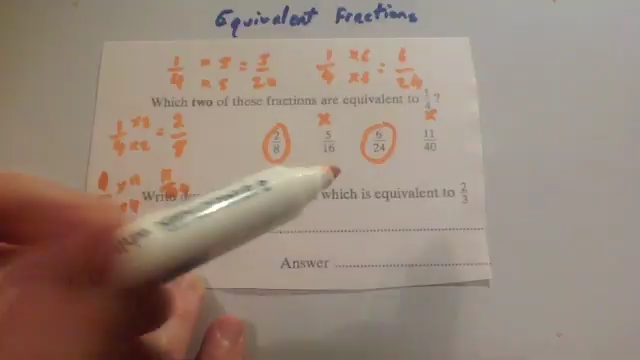 Equivalent Fractions
1/4 ×5 ×5 = 5/20 1/4 ×6 ×6 = 6/24
Which two of these fractions are equivalent to 1/4?
1/4 ×2 ×2 = 2/8
× ×
2/8 5/16 6/24 11/40
Write which is equivalent to 2/3
Answer